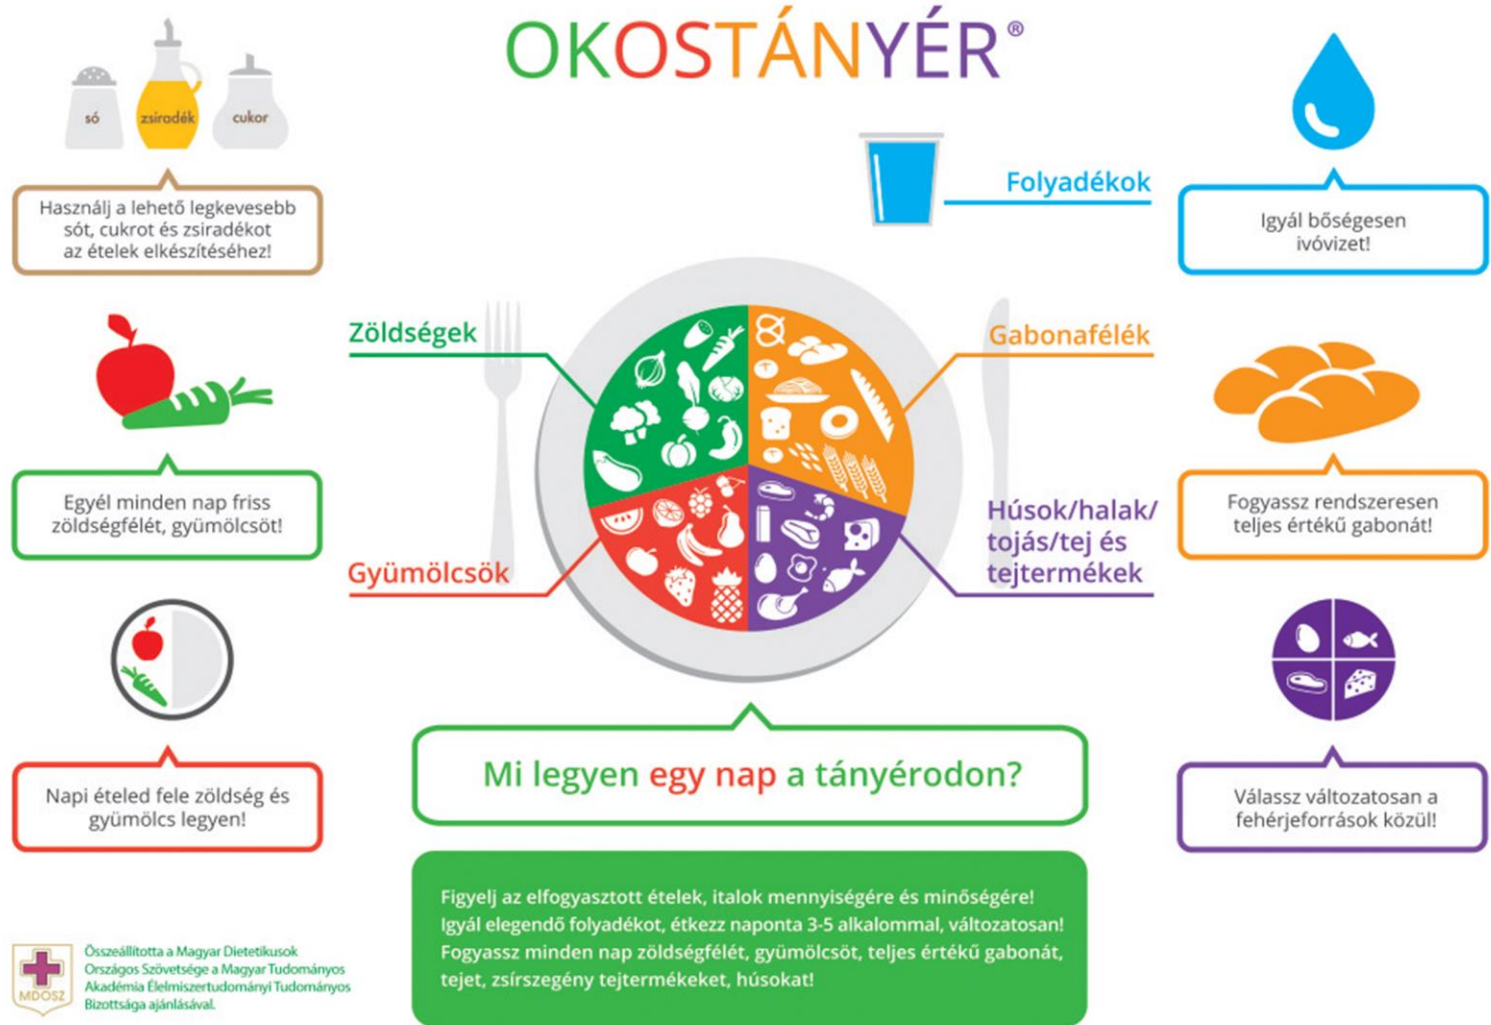 OKOSTÁNYÉR®
só
zsiradék
cukor
Használj a lehető legkevesebb
sót, cukrot és zsiradékot
az ételek elkészítéséhez!
Folyadékok
Igyál bőségesen
ivóvizet!
Zöldségek
Gabonafélék
Egyél minden nap friss
zöldségfélét, gyümölcsöt!
Fogyassz rendszeresen
teljes értékű gabonát!
Gyümölcsök
Húsok/halak/
tojás/tej és
tejtermékek
Napi ételed fele zöldség és
gyümölcs legyen!
Válassz változatosan a
fehérjeforrások közül!
Mi legyen egy nap a tányérodon?
Figyelj az elfogyasztott ételek, italok mennyiségére és minőségére!
Igyál elegendő folyadékot, étkezz naponta 3-5 alkalommal, változatosan!
Fogyassz minden nap zöldségfélét, gyümölcsöt, teljes értékű gabonát,
tejet, zsírszegény tejtermékeket, húsokat!
MDOSZ
Összeállította a Magyar Dietetikusok
Országos Szövetsége a Magyar Tudományos
Akadémia Élelmiszertudományi Tudományos
Bizottsága ajánlásával.